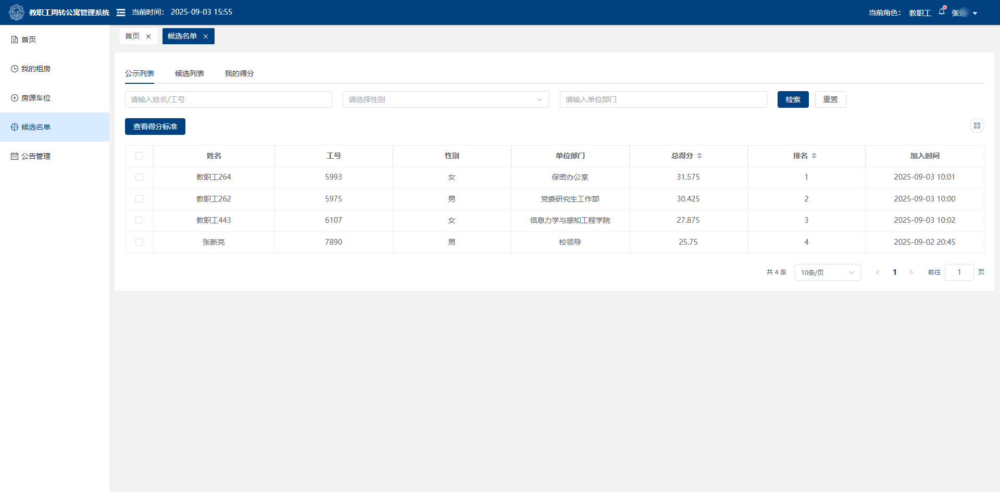 教职工周转公寓管理系统 当前时间： 2025-09-03 15:55 当前角色： 教职工 张
首页
我的租房
房源车位
候选名单
公告管理
首页 候选名单
公示列表 候选列表 我的得分
请输入姓名/工号 请选择性别 请输入单位部门 检索 重置
查看得分标准
姓名 工号 性别 单位部门 总得分 排名 加入时间
教职工264 5993 女 保密办公室 31.575 1 2025-09-03 10:01
教职工262 5975 男 党委研究生工作部 30.425 2 2025-09-03 10:00
教职工443 6107 女 信息力学与感知工程学院 27.875 3 2025-09-03 10:02
张新亮 7890 男 校领导 25.75 4 2025-09-02 20:45
共 4 条 10条/页 1 前往 1 页